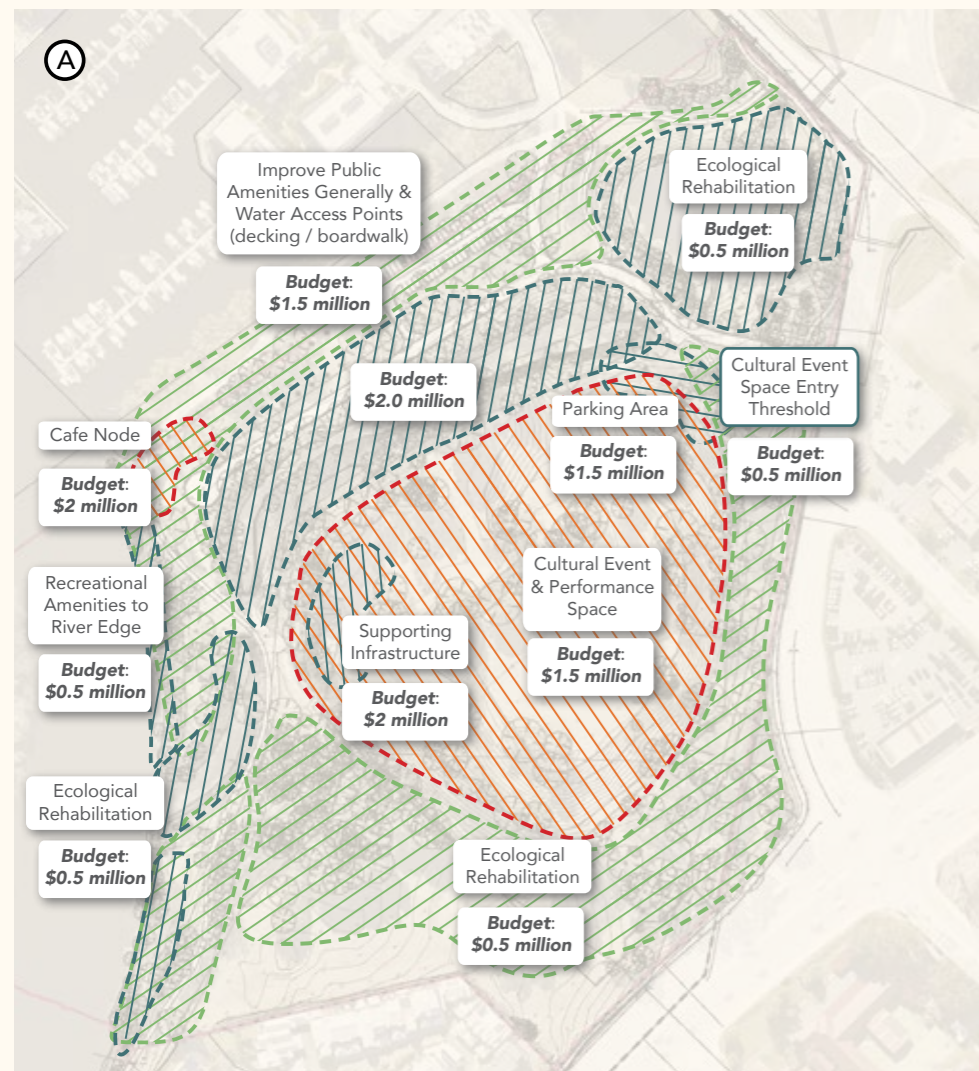 A
Improve Public
Amenities Generally &
Water Access Points
(decking / boardwalk)
Budget:
$1.5 million
Ecological
Rehabilitation
Budget:
$0.5 million
Budget:
$2.0 million
Cultural Event
Space Entry
Threshold
Budget:
$0.5 million
Parking Area
Budget:
$1.5 million
Cafe Node
Budget:
$2 million
Recreational
Amenities to
River Edge
Budget:
$0.5 million
Cultural Event
& Performance
Space
Budget:
$1.5 million
Supporting
Infrastructure
Budget:
$2 million
Ecological
Rehabilitation
Budget:
$0.5 million
Ecological
Rehabilitation
Budget:
$0.5 million